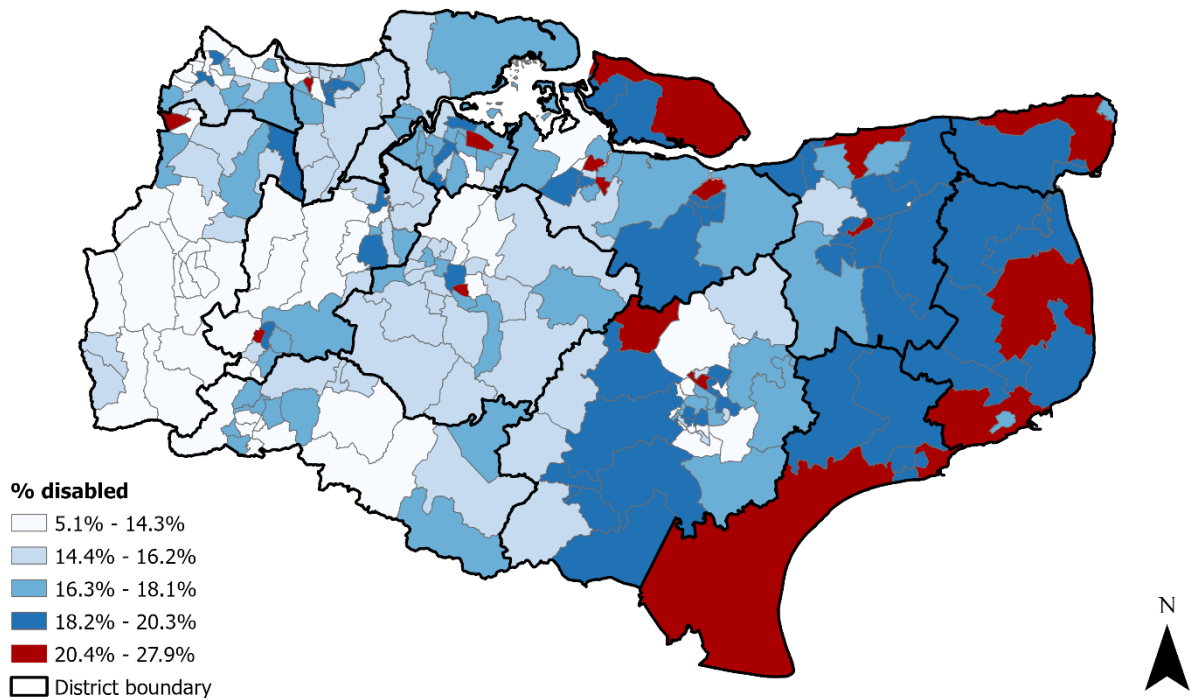 % disabled
5.1% - 14.3%
14.4% - 16.2%
16.3% - 18.1%
18.2% - 20.3%
20.4% - 27.9%
District boundary
N